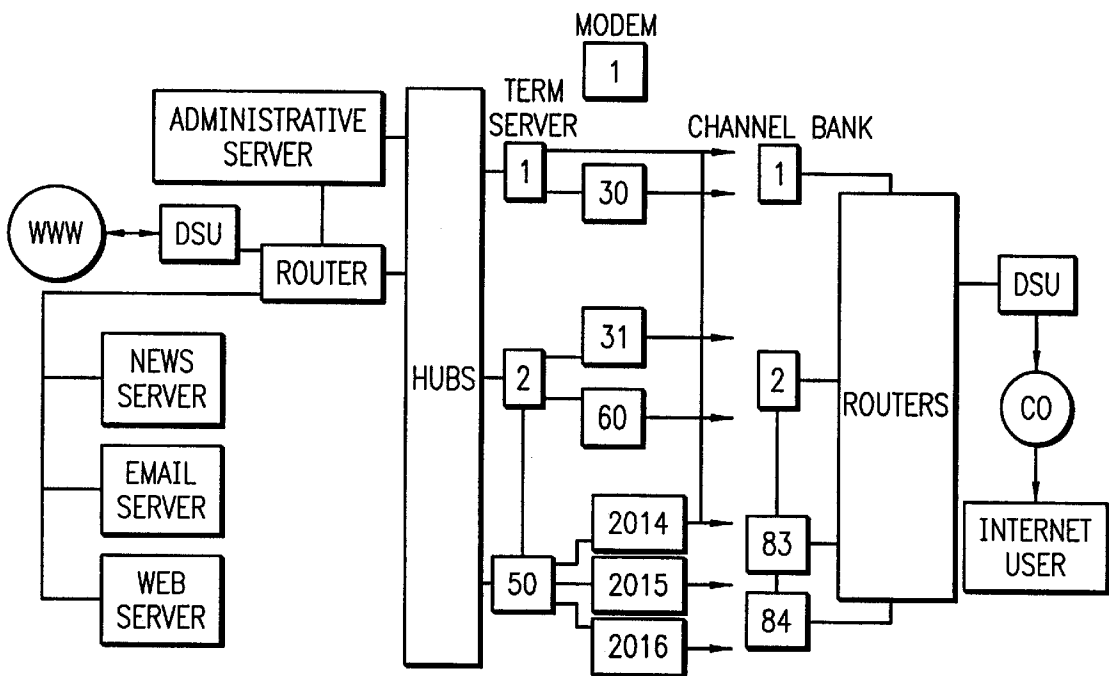 MODEM
1
TERM
SERVER
CHANNEL BANK
ADMINISTRATIVE
SERVER
1
30
1
WWW
DSU
ROUTER
DSU
31
NEWS
SERVER
HUBS
2
2
ROUTERS
60
CO
EMAIL
SERVER
2014
83
INTERNET
USER
WEB
SERVER
50
2015
84
2016